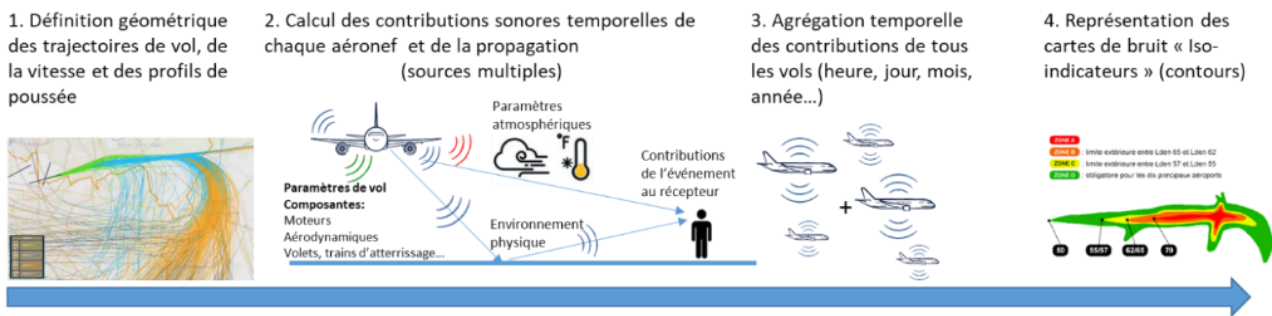 1. Définition géométrique
des trajectoires de vol, de
la vitesse et des profils de
poussée
2. Calcul des contributions sonores temporelles de
chaque aéronef et de la propagation
(sources multiples)
Paramètres
atmosphériques
°F
Contributions
de l'événement
au récepteur
Paramètres de vol
Composantes:
Moteurs
Aérodynamiques
Volets, trains d'atterrissage...
Environnement
physique
3. Agrégation temporelle
des contributions de tous
les vols (heure, jour, mois,
année...)
+
4. Représentation des
cartes de bruit « Iso-
indicateurs » (contours)
ZONE A
ZONE B : limite extérieure entre Lden 65 et Lden 62
ZONE C : limite extérieure entre Lden 57 et Lden 55
ZONE D : obligatoire pour les dix principaux aéroports
50 55/57 62/65 70